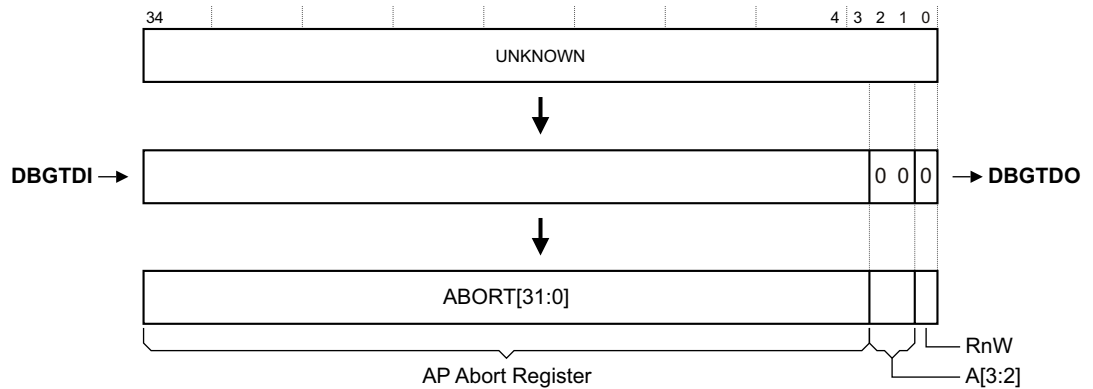 34 4 3 2 1 0
UNKNOWN
DBGTDI 0 0 0 DBGTDO
ABORT[31:0]
RnW
AP Abort Register A[3:2]